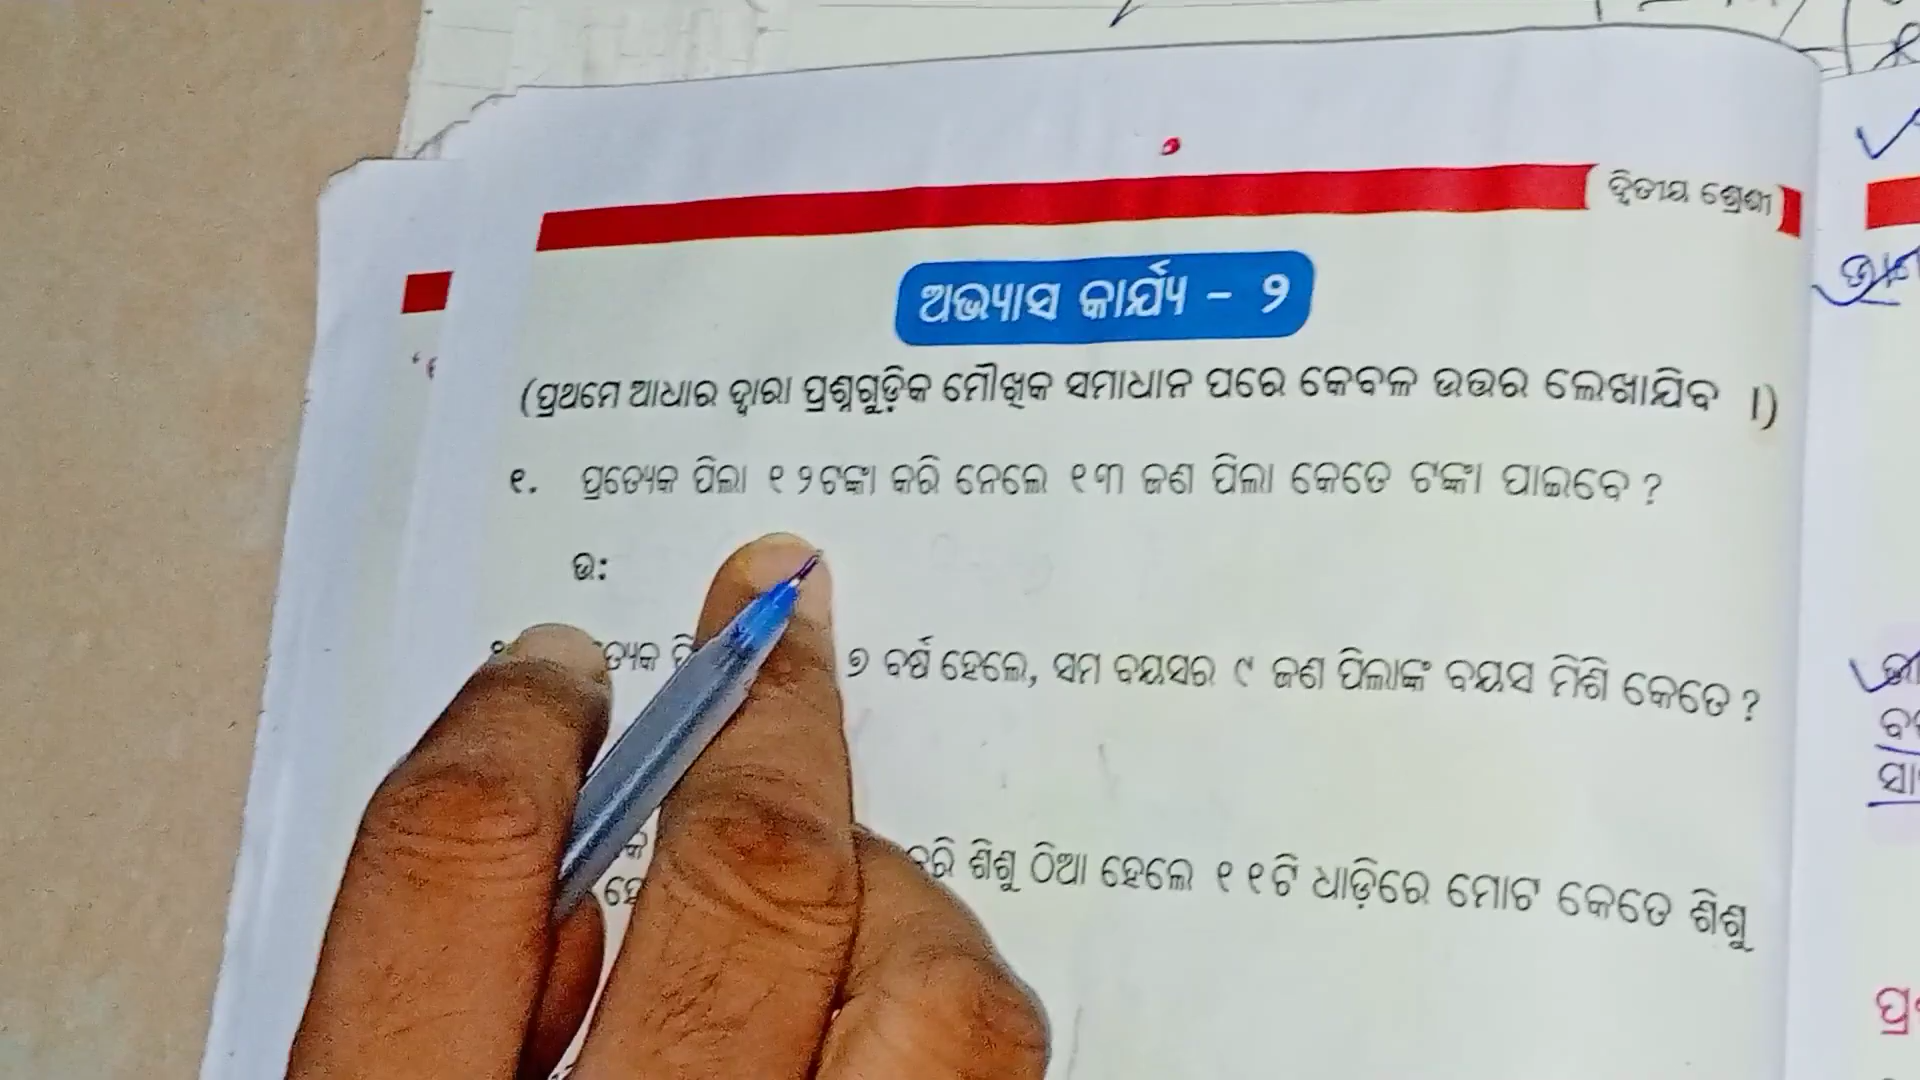 ଦ୍ଵିତୀୟ ଶ୍ରେଣୀ
ଅଭ୍ୟାସ କାର୍ଯ୍ୟ - ୨
(ପ୍ରଥମେ ଆଧାର ଦ୍ଵାରା ପ୍ରଶ୍ନଗୁଡ଼ିକ ମୌଖିକ ସମାଧାନ ପରେ କେବଳ ଉତ୍ତର ଲେଖାଯିବ ।)
୧. ପ୍ରତ୍ୟେକ ପିଲା ୧୨ଟଙ୍କା କରି ନେଲେ ୧୩ ଜଣ ପିଲା କେତେ ଟଙ୍କା ପାଇବେ ?
ଉ:
୭ ବର୍ଷ ହେଲେ, ସମ ବୟସର ୯ ଜଣ ପିଲାଙ୍କ ବୟସ ମିଶି କେତେ ?
ଶିଶୁ ଠିଆ ହେଲେ ୧୧ଟି ଧାଡ଼ିରେ ମୋଟ କେତେ ଶିଶୁ